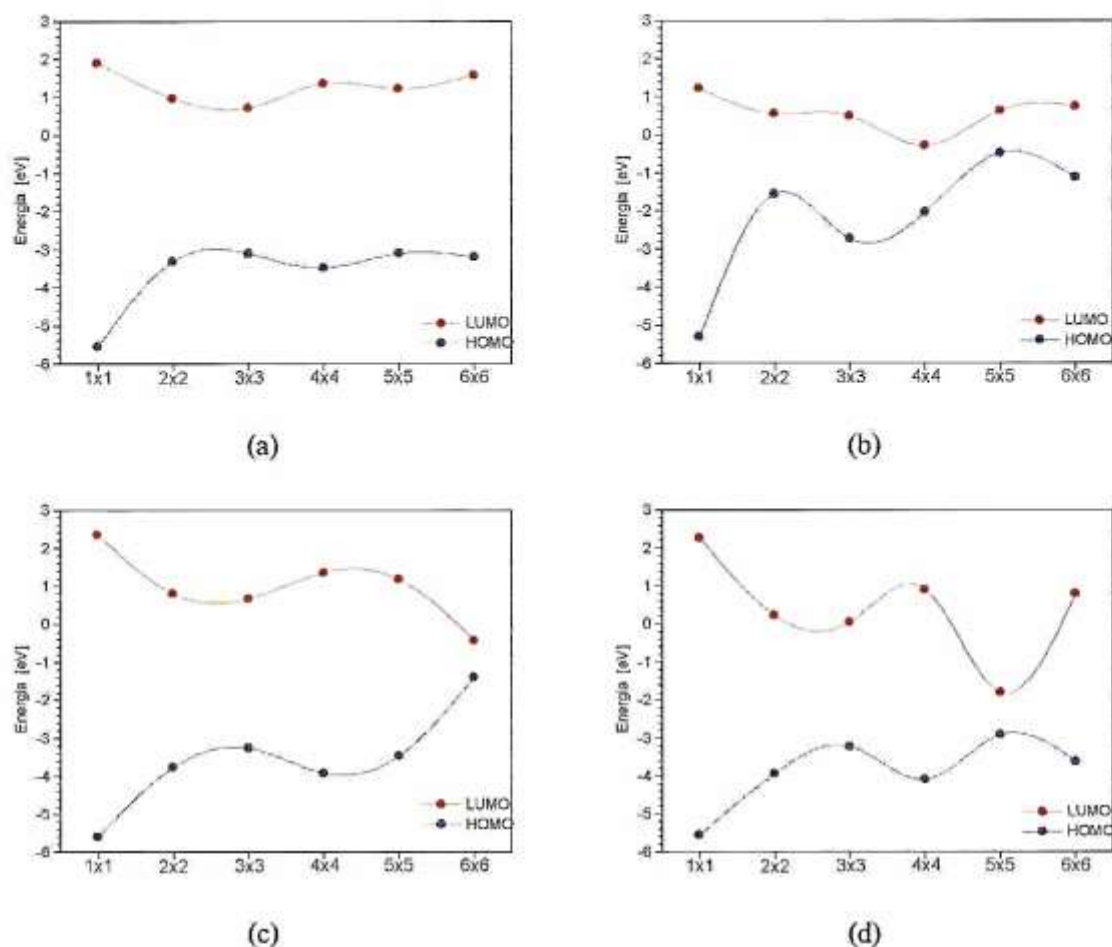 3
2
1
0
-1
-2
-3
-4
-5
-6
Energía [eV]
LUMO
HOMO
1x1 2x2 3x3 4x4 5x5 6x6
(a)
3
2
1
0
-1
-2
-3
-4
-5
-6
Energía [eV]
LUMO
HOMO
1x1 2x2 3x3 4x4 5x5 6x6
(b)
3
2
1
0
-1
-2
-3
-4
-5
-6
Energía [eV]
LUMO
HOMO
1x1 2x2 3x3 4x4 5x5 6x6
(c)
3
2
1
0
-1
-2
-3
-4
-5
-6
Energía [eV]
LUMO
HOMO
1x1 2x2 3x3 4x4 5x5 6x6
(d)